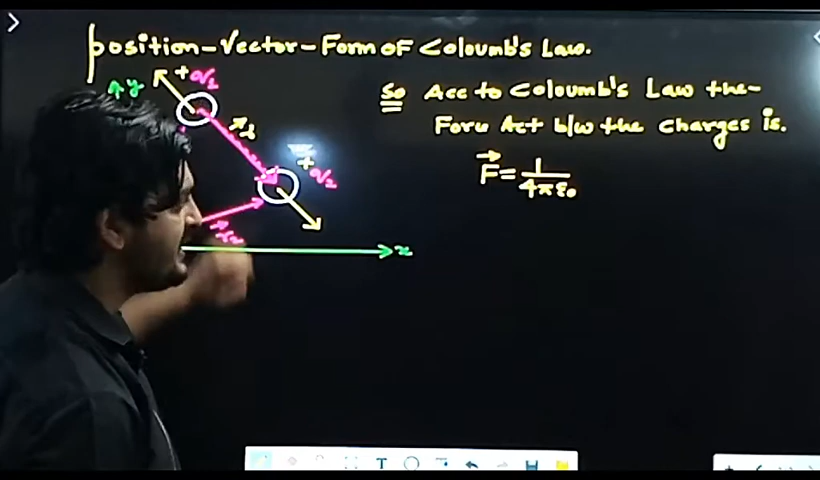 Position-Vector-Form OF Coloumb's Law.
So Acc to Coloumb's Law the-
Force Act b/w the charges is.
F⃗=1/4πε₀
y
x
T